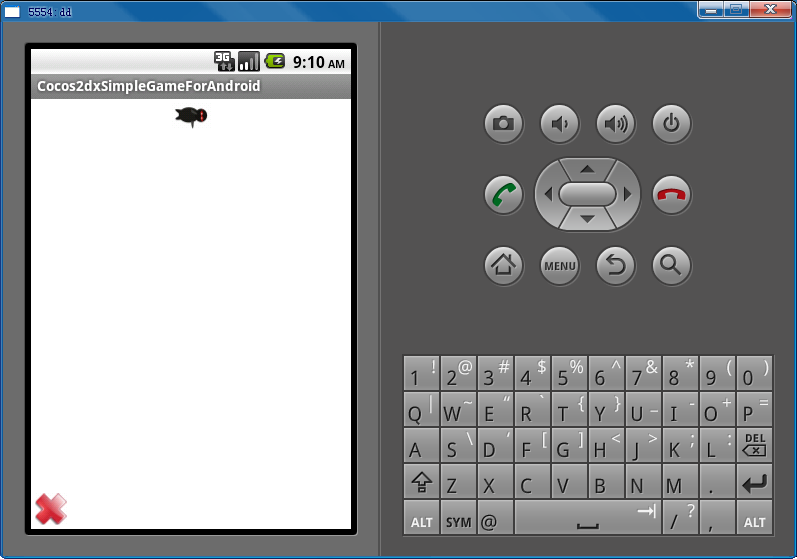 5554:dd
3G 9:10 AM
Cocos2dxSimpleGameForAndroid
MENU
1 ! 2 @ 3 # 4 $ 5 % 6 ^ 7 & 8 * 9 ( 0 )
Q | W ~ E “ R ` T { Y } U _ I - O + P =
A S \ D ‘ F [ G ] H < J > K ; L : DEL
Z X C V B N M .
ALT SYM @ / ? , ALT